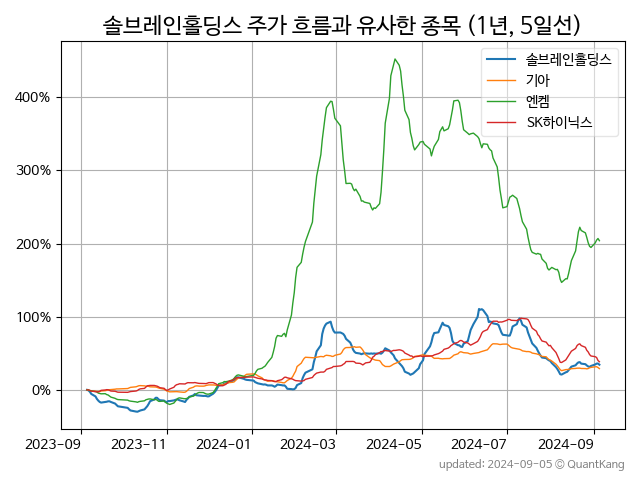 솔브레인홀딩스 주가 흐름과 유사한 종목 (1년, 5일선)
솔브레인홀딩스
기아
엔켐
SK하이닉스
400%
300%
200%
100%
0%
2023-09 2023-11 2024-01 2024-03 2024-05 2024-07 2024-09
updated: 2024-09-05 © QuantKang